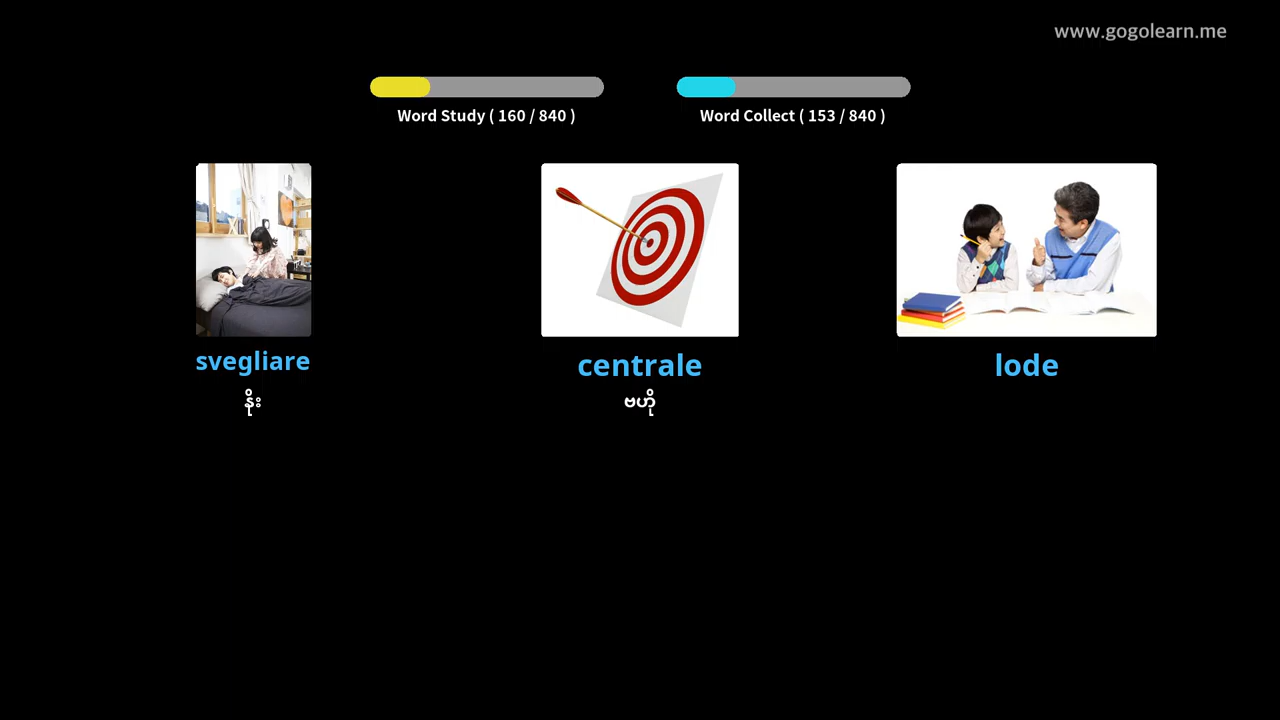 www.gogolearn.me
Word Study ( 160 / 840 )
Word Collect ( 153 / 840 )
svegliare
centrale
lode
နိုး
ဗဟို